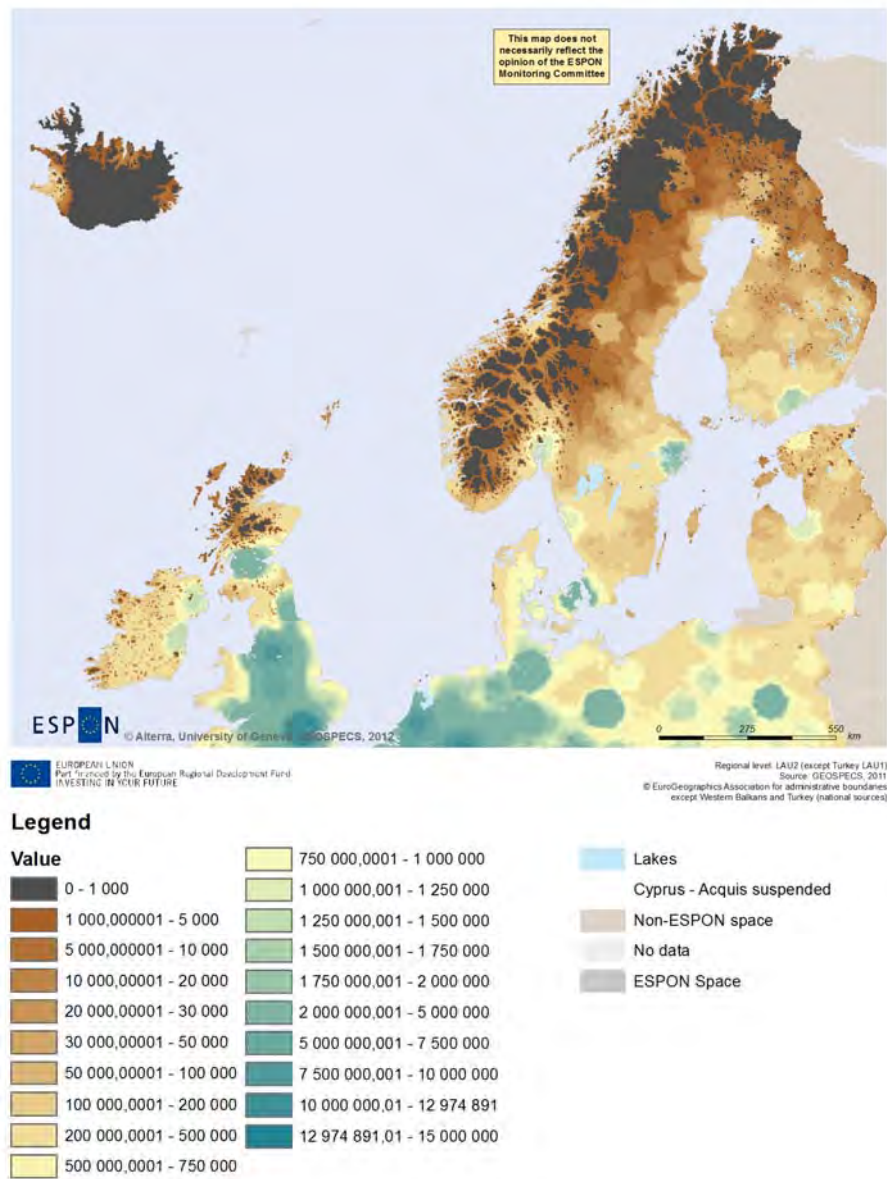 This map does not
necessarily reflect the
opinion of the ESPON
Monitoring Committee
ESPON
© Alterra, University of Geneva, GEOSPECS, 2012
0 275 550
km
EUROPEAN UNION
Part financed by the European Regional Development Fund
INVESTING IN YOUR FUTURE
Regional level: LAU2 (except Turkey LAU1)
Source: GEOSPECS, 2011
© EuroGeographics Association for administrative boundaries
except Western Balkans and Turkey (national sources)
Legend
Value
0 - 1 000
1 000,000001 - 5 000
5 000,00001 - 10 000
10 000,00001 - 20 000
20 000,00001 - 30 000
30 000,00001 - 50 000
50 000,00001 - 100 000
100 000,0001 - 200 000
200 000,0001 - 500 000
500 000,0001 - 750 000
750 000,0001 - 1 000 000
1 000 000,001 - 1 250 000
1 250 000,001 - 1 500 000
1 500 000,001 - 1 750 000
1 750 000,001 - 2 000 000
2 000 000,001 - 5 000 000
5 000 000,001 - 7 500 000
7 500 000,001 - 10 000 000
10 000 000,01 - 12 974 891
12 974 891,01 - 15 000 000
Lakes
Cyprus - Acquis suspended
Non-ESPON space
No data
ESPON Space